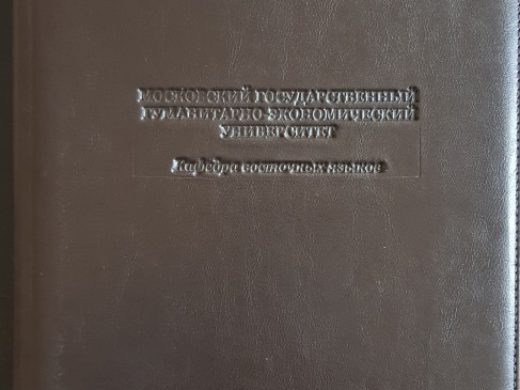 МОСКОВСКИЙ ГОСУДАРСТВЕННЫЙ
ГУМАНИТАРНО-ЭКОНОМИЧЕСКИЙ
УНИВЕРСИТЕТ
Кафедра восточных языков